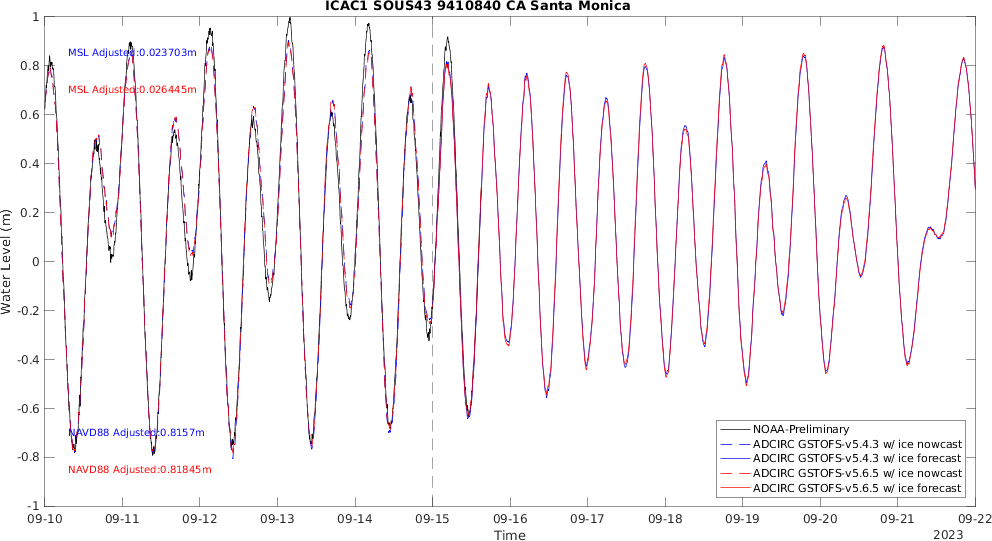 ICAC1 SOUS43 9410840 CA Santa Monica
1
0.8
0.6
0.4
0.2
0
-0.2
-0.4
-0.6
-0.8
-1
Water Level (m)
MSL Adjusted:0.023703m
MSL Adjusted:0.026445m
NAVD88 Adjusted:0.8157m
NAVD88 Adjusted:0.81845m
NOAA-Preliminary
ADCIRC GSTOFS-v5.4.3 w/ ice nowcast
ADCIRC GSTOFS-v5.4.3 w/ ice forecast
ADCIRC GSTOFS-v5.6.5 w/ ice nowcast
ADCIRC GSTOFS-v5.6.5 w/ ice forecast
09-10 09-11 09-12 09-13 09-14 09-15 09-16 09-17 09-18 09-19 09-20 09-21 09-22
Time
2023